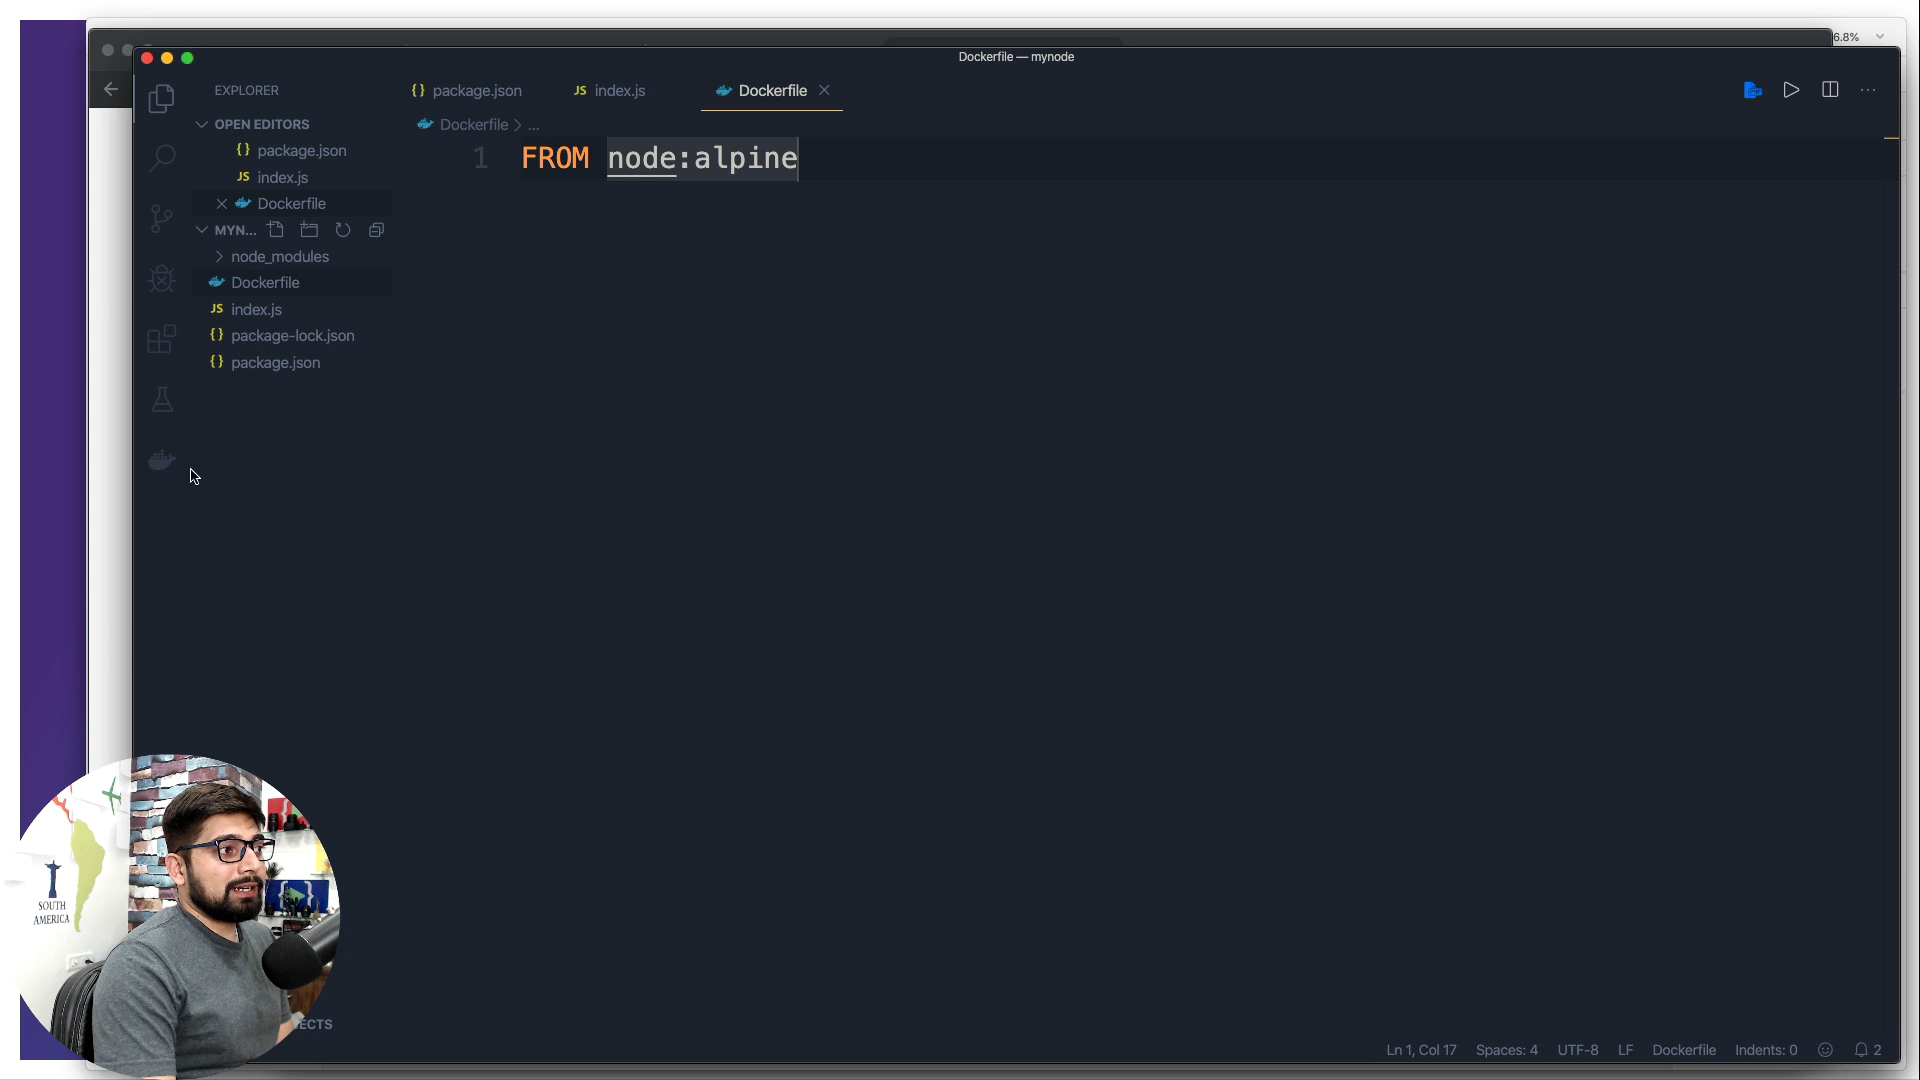 6.8%
Dockerfile — mynode
EXPLORER
{} package.json
JS index.js
Dockerfile
OPEN EDITORS
{} package.json
JS index.js
Dockerfile
MYN...
node_modules
Dockerfile
JS index.js
{} package-lock.json
{} package.json
Dockerfile > ...
1 FROM node:alpine
SOUTH
AMERICA
ECTS
Ln 1, Col 17 Spaces: 4 UTF-8 LF Dockerfile Indents: 0 2